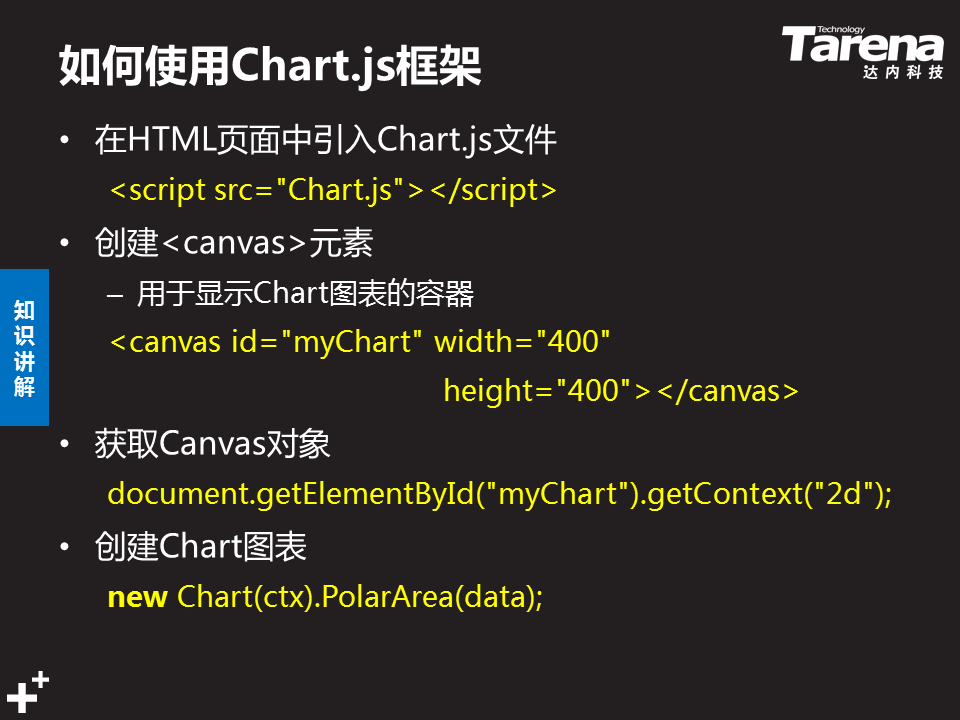 如何使用Chart.js框架
Technology
Tarena
达内科技
• 在HTML页面中引入Chart.js文件
<script src="Chart.js"></script>
• 创建<canvas>元素
– 用于显示Chart图表的容器
<canvas id="myChart" width="400"
height="400"></canvas>
• 获取Canvas对象
document.getElementById("myChart").getContext("2d");
• 创建Chart图表
new Chart(ctx).PolarArea(data);
知
识
讲
解